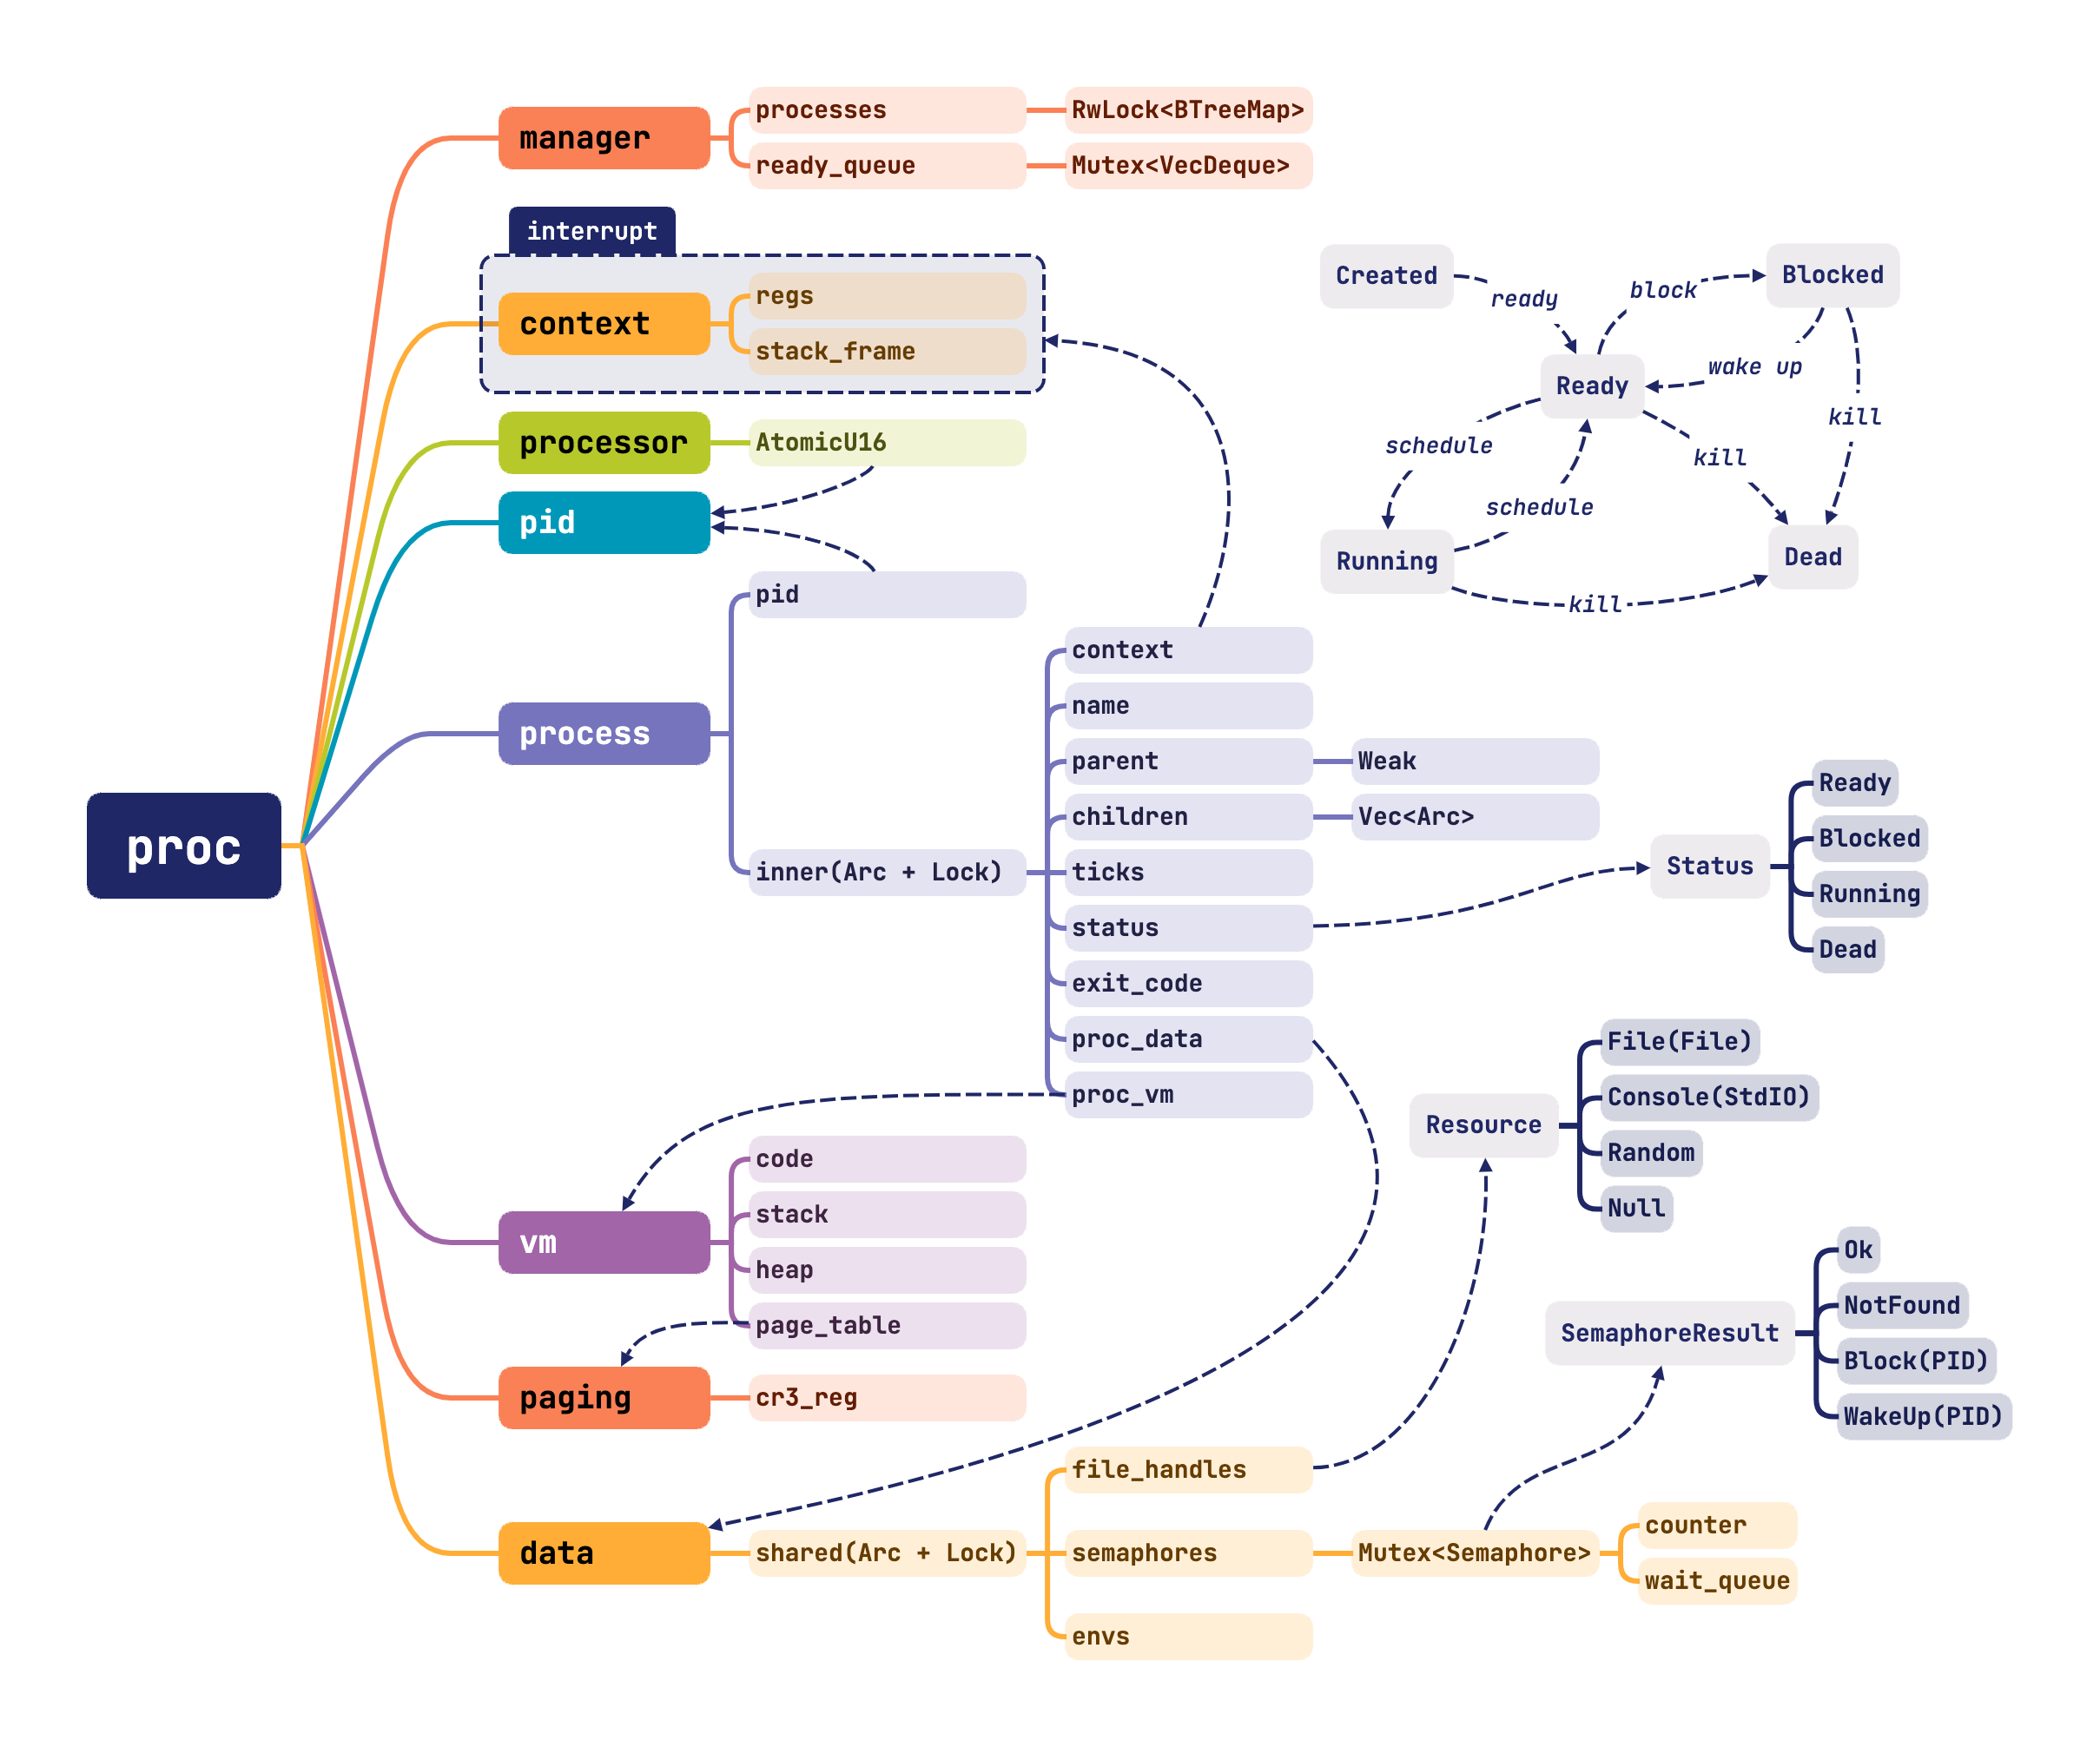 proc
manager
processes
RwLock<BTreeMap>
ready_queue
Mutex<VecDeque>
interrupt
context
regs
stack_frame
processor
AtomicU16
pid
process
pid
inner(Arc + Lock)
context
name
parent
Weak
children
Vec<Arc>
ticks
status
exit_code
proc_data
proc_vm
vm
code
stack
heap
page_table
paging
cr3_reg
data
shared(Arc + Lock)
file_handles
semaphores
Mutex<Semaphore>
counter
wait_queue
envs
Created
ready
block
Blocked
Ready
wake up
kill
schedule
kill
schedule
Running
Dead
kill
Status
Ready
Blocked
Running
Dead
Resource
File(File)
Console(StdIO)
Random
Null
SemaphoreResult
Ok
NotFound
Block(PID)
WakeUp(PID)